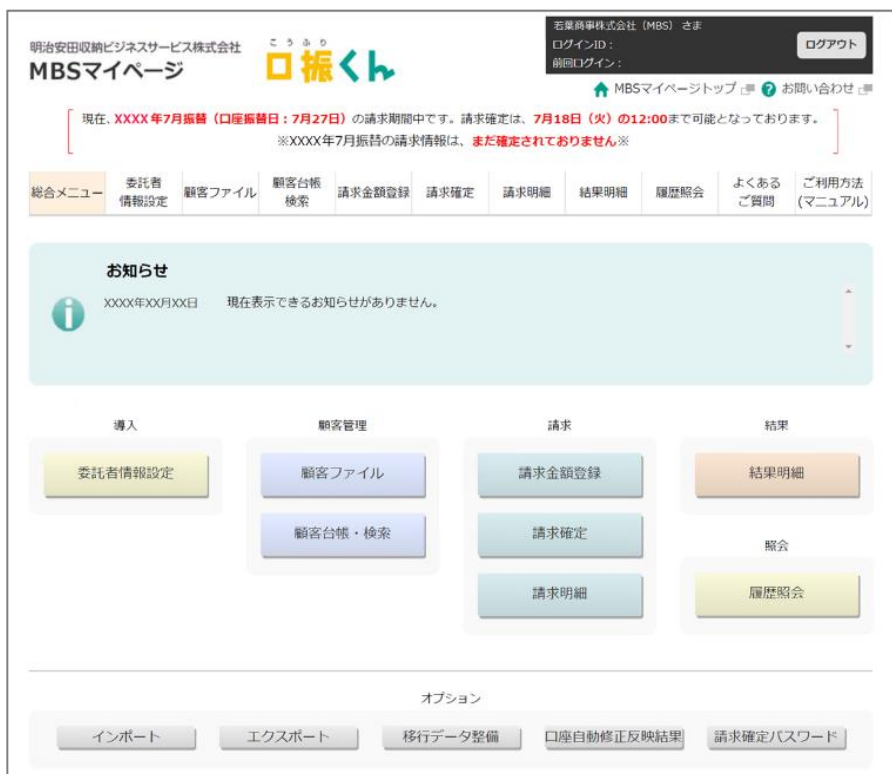 若葉商事株式会社（MBS）さま
ログインID：
前回ログイン：
ログアウト
明治安田収納ビジネスサービス株式会社
MBSマイページ
こうふり
口振くん
MBSマイページトップ
お問い合わせ
現在、XXXX年7月振替（口座振替日：7月27日）の請求期間中です。請求確定は、7月18日（火）の12:00まで可能となっております。
※XXXX年7月振替の請求情報は、まだ確定されておりません※
総合メニュー
委託者
情報設定
顧客ファイル
顧客台帳
検索
請求金額登録
請求確定
請求明細
結果明細
履歴照会
よくある
ご質問
ご利用方法
(マニュアル)
お知らせ
XXXX年XX月XX日 現在表示できるお知らせがありません。
導入
委託者情報設定
顧客管理
顧客ファイル
顧客台帳・検索
請求
請求金額登録
請求確定
請求明細
結果
結果明細
照会
履歴照会
オプション
インポート
エクスポート
移行データ整備
口座自動修正反映結果
請求確定パスワード